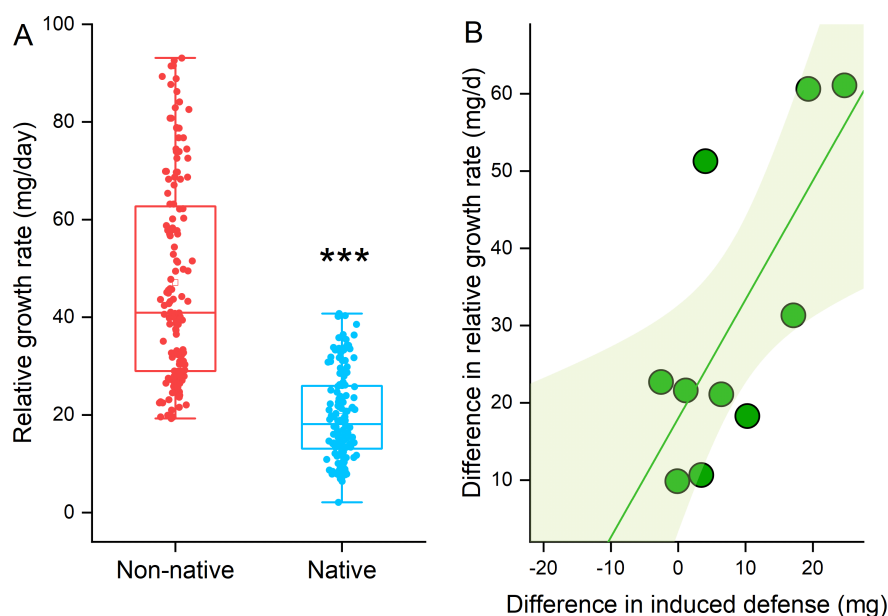 A
Relative growth rate (mg/day)
100
80
60
40
20
0
***
Non-native
Native
B
Difference in relative growth rate (mg/d)
60
50
40
30
20
10
-20
-10
0
10
20
Difference in induced defense (mg)